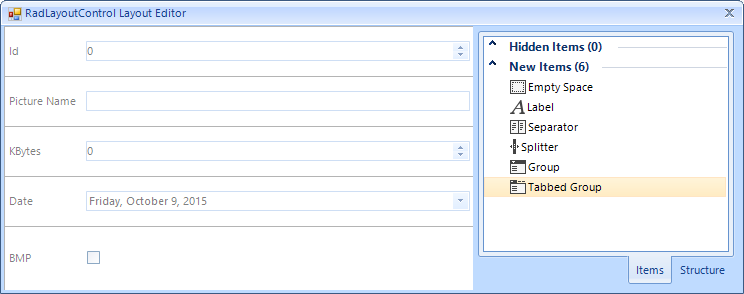 RadLayoutControl Layout Editor
Id 0
Picture Name
KBytes 0
Date Friday, October 9, 2015
BMP
Hidden Items (0)
New Items (6)
Empty Space
Label
Separator
Splitter
Group
Tabbed Group
Items Structure